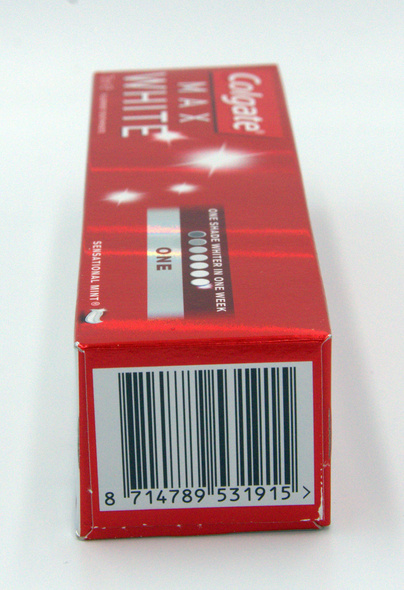 Colgate®
MAX
WHITE
ONE SHADE WHITER IN ONE WEEK
ONE
SENSATIONAL MINT®
8 714789 531915 >